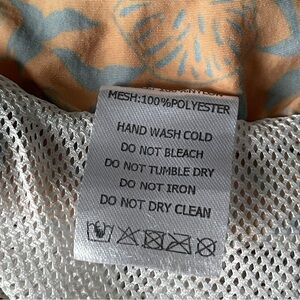 MESH:100%POLYESTER
HAND WASH COLD
DO NOT BLEACH
DO NOT TUMBLE DRY
DO NOT IRON
DO NOT DRY CLEAN